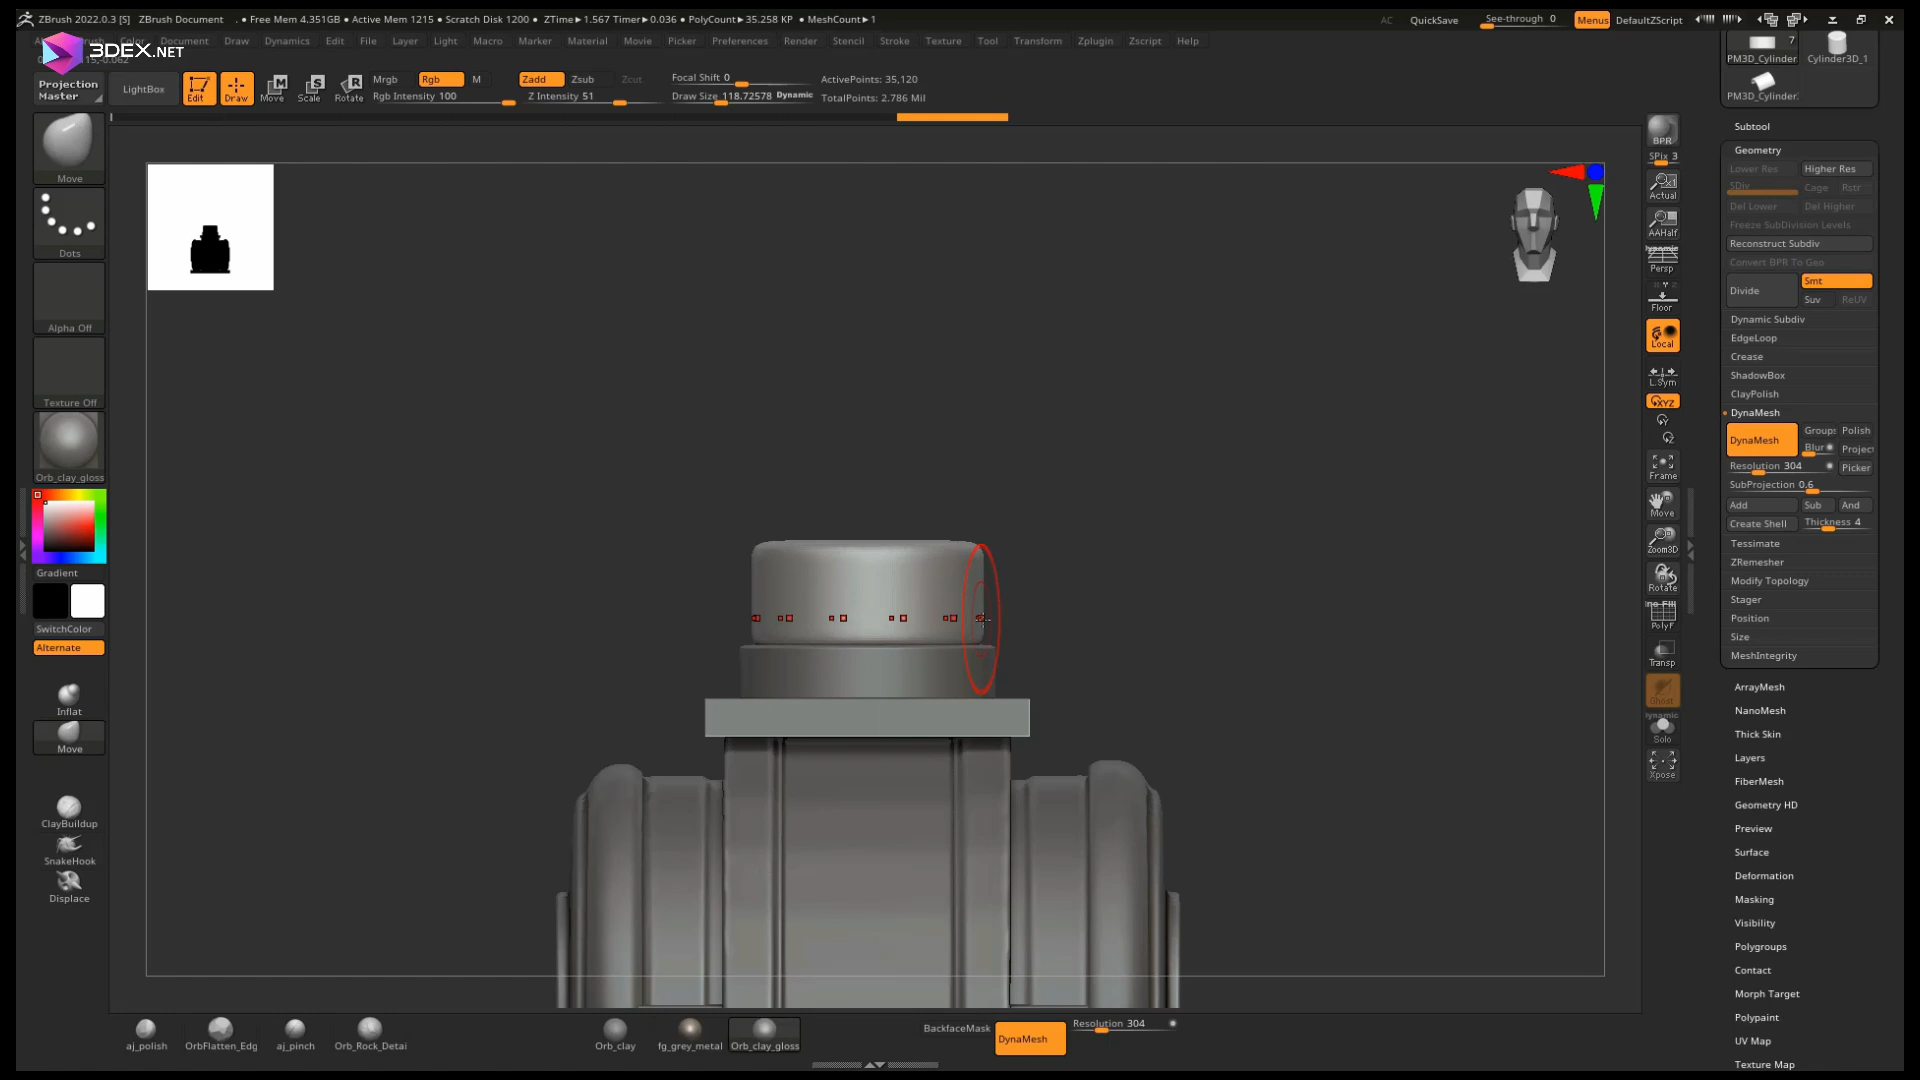 ZBrush 2022.0.3 [S] ZBrush Document . ● Free Mem 4.351GB ● Active Mem 1215 ● Scratch Disk 1200 ● ZTime►1.567 Timer►0.036 ● PolyCount►35.258 KP ● MeshCount►1 AC QuickSave See-through 0 Menus DefaultZScript
Color Document Draw Dynamics Edit File Layer Light Macro Marker Material Movie Picker Preferences Render Stencil Stroke Texture Tool Transform Zplugin Zscript Help
3DEX.NET
Projection Master
LightBox
Edit
Draw
Move
Scale
Rotate
Mrgb Rgb M
Rgb Intensity 100
Zadd Zsub Zcut
Z Intensity 51
Focal Shift 0
Draw Size 118.72578 Dynamic
ActivePoints: 35,120
TotalPoints: 2.786 Mil
Move
Dots
Alpha Off
Texture Off
Orb_clay_gloss
Gradient
SwitchColor
Alternate
Inflat
Move
ClayBuildup
SnakeHook
Displace
BPR
SPix 3
Actual
AAHalf
Dynamic
Persp
Floor
Local
L.Sym
XYZ
Frame
Move
Zoom3D
Rotate
PolyF
Transp
Ghost
Dynamic
Solo
Xpose
7
PM3D_Cylinder Cylinder3D_1
PM3D_Cylinder
Subtool
Geometry
Lower Res Higher Res
SDiv Cage Rstr
Del Lower Del Higher
Freeze SubDivision Levels
Reconstruct Subdiv
Convert BPR To Geo
Divide Smt
Suv ReUV
Dynamic Subdiv
EdgeLoop
Crease
ShadowBox
ClayPolish
DynaMesh
DynaMesh Groups Polish
Blur Project
Resolution 304 Picker
SubProjection 0.6
Add Sub And
Create Shell Thickness 4
Tessimate
ZRemesher
Modify Topology
Stager
Position
Size
MeshIntegrity
ArrayMesh
NanoMesh
Thick Skin
Layers
FiberMesh
Geometry HD
Preview
Surface
Deformation
Masking
Visibility
Polygroups
Contact
Morph Target
Polypaint
UV Map
Texture Map
aj_polish OrbFlatten_Edg aj_pinch Orb_Rock_Detai Orb_clay fg_grey_metal Orb_clay_gloss
BackfaceMask DynaMesh Resolution 304